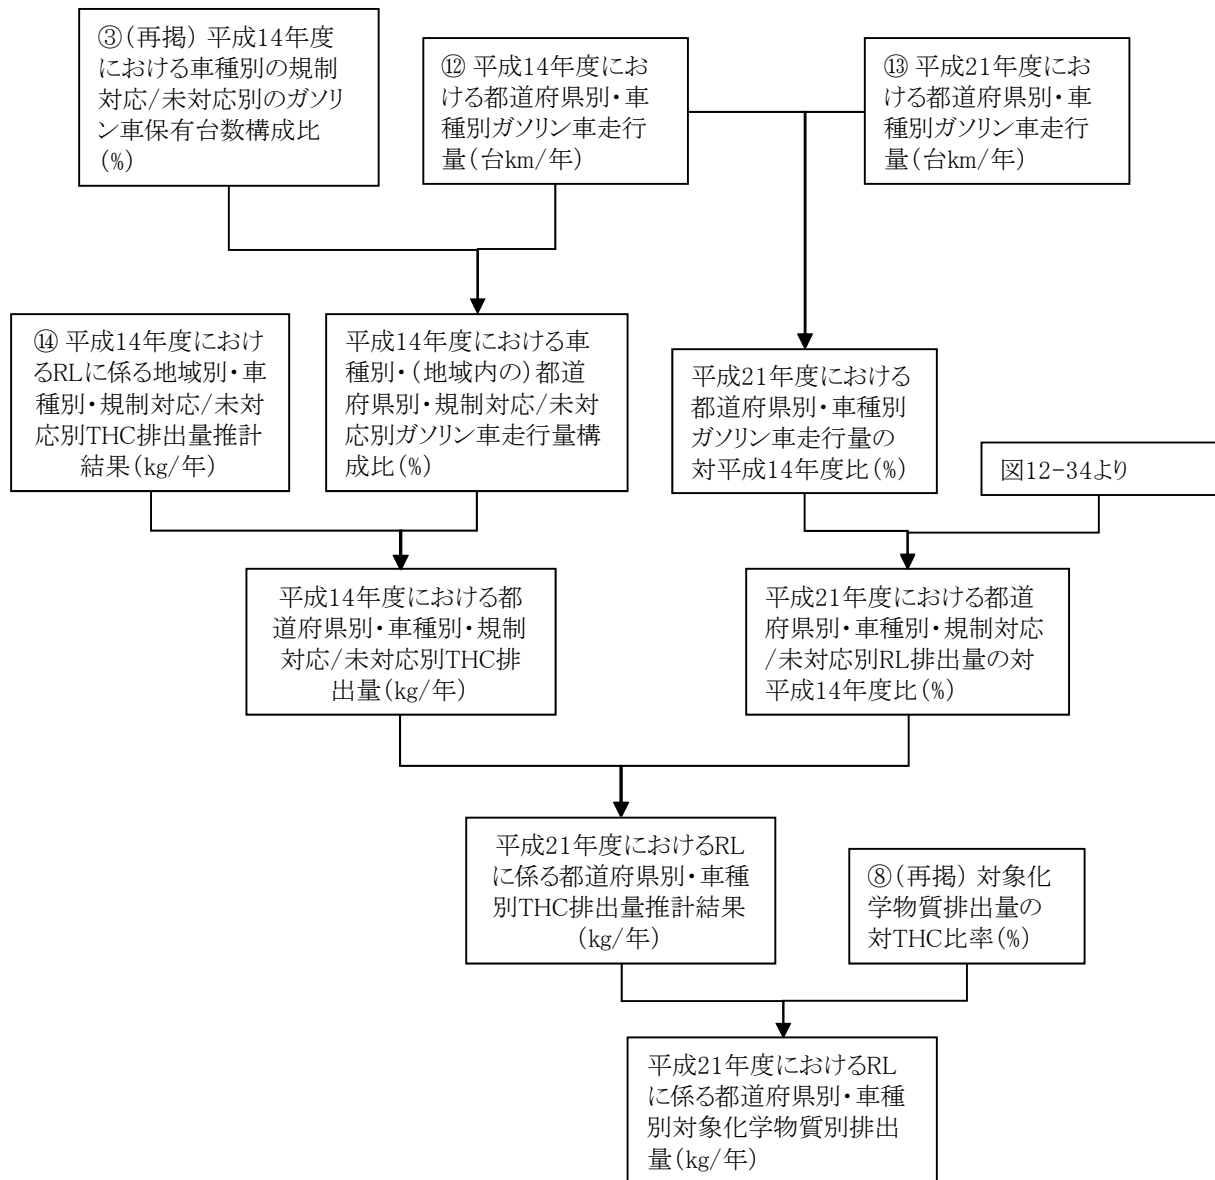 ③(再掲) 平成14年度
における車種別の規制
対応/未対応別のガソリ
ン車保有台数構成比
(%)
⑫ 平成14年度にお
ける都道府県別・車
種別ガソリン車走行
量(台km/年)
⑬ 平成21年度にお
ける都道府県別・車
種別ガソリン車走行
量(台km/年)
⑭ 平成14年度におけ
るRLに係る地域別・車
種別・規制対応/未対
応別THC排出量推計
結果(kg/年)
平成14年度における車
種別・(地域内の)都道
府県別・規制対応/未対
応別ガソリン車走行量構
成比(%)
平成21年度における
都道府県別・車種別
ガソリン車走行量の
対平成14年度比(%)
図12-34より
平成14年度における都
道府県別・車種別・規制
対応/未対応別THC排
出量(kg/年)
平成21年度における都道
府県別・車種別・規制対応
/未対応別RL排出量の対
平成14年度比(%)
平成21年度におけるRL
に係る都道府県別・車種
別THC排出量推計結果
(kg/年)
⑧(再掲) 対象化
学物質排出量の
対THC比率(%)
平成21年度におけるRL
に係る都道府県別・車種
別対象化学物質別排出
量(kg/年)